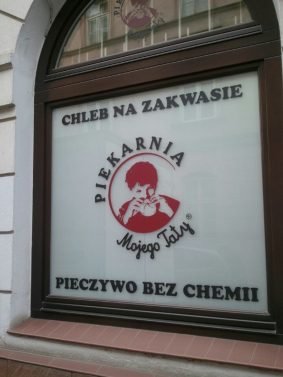 CHLEB NA ZAKWASIE
PIEKARNIA
Mojego Taty®
PIECZYWO BEZ CHEMII